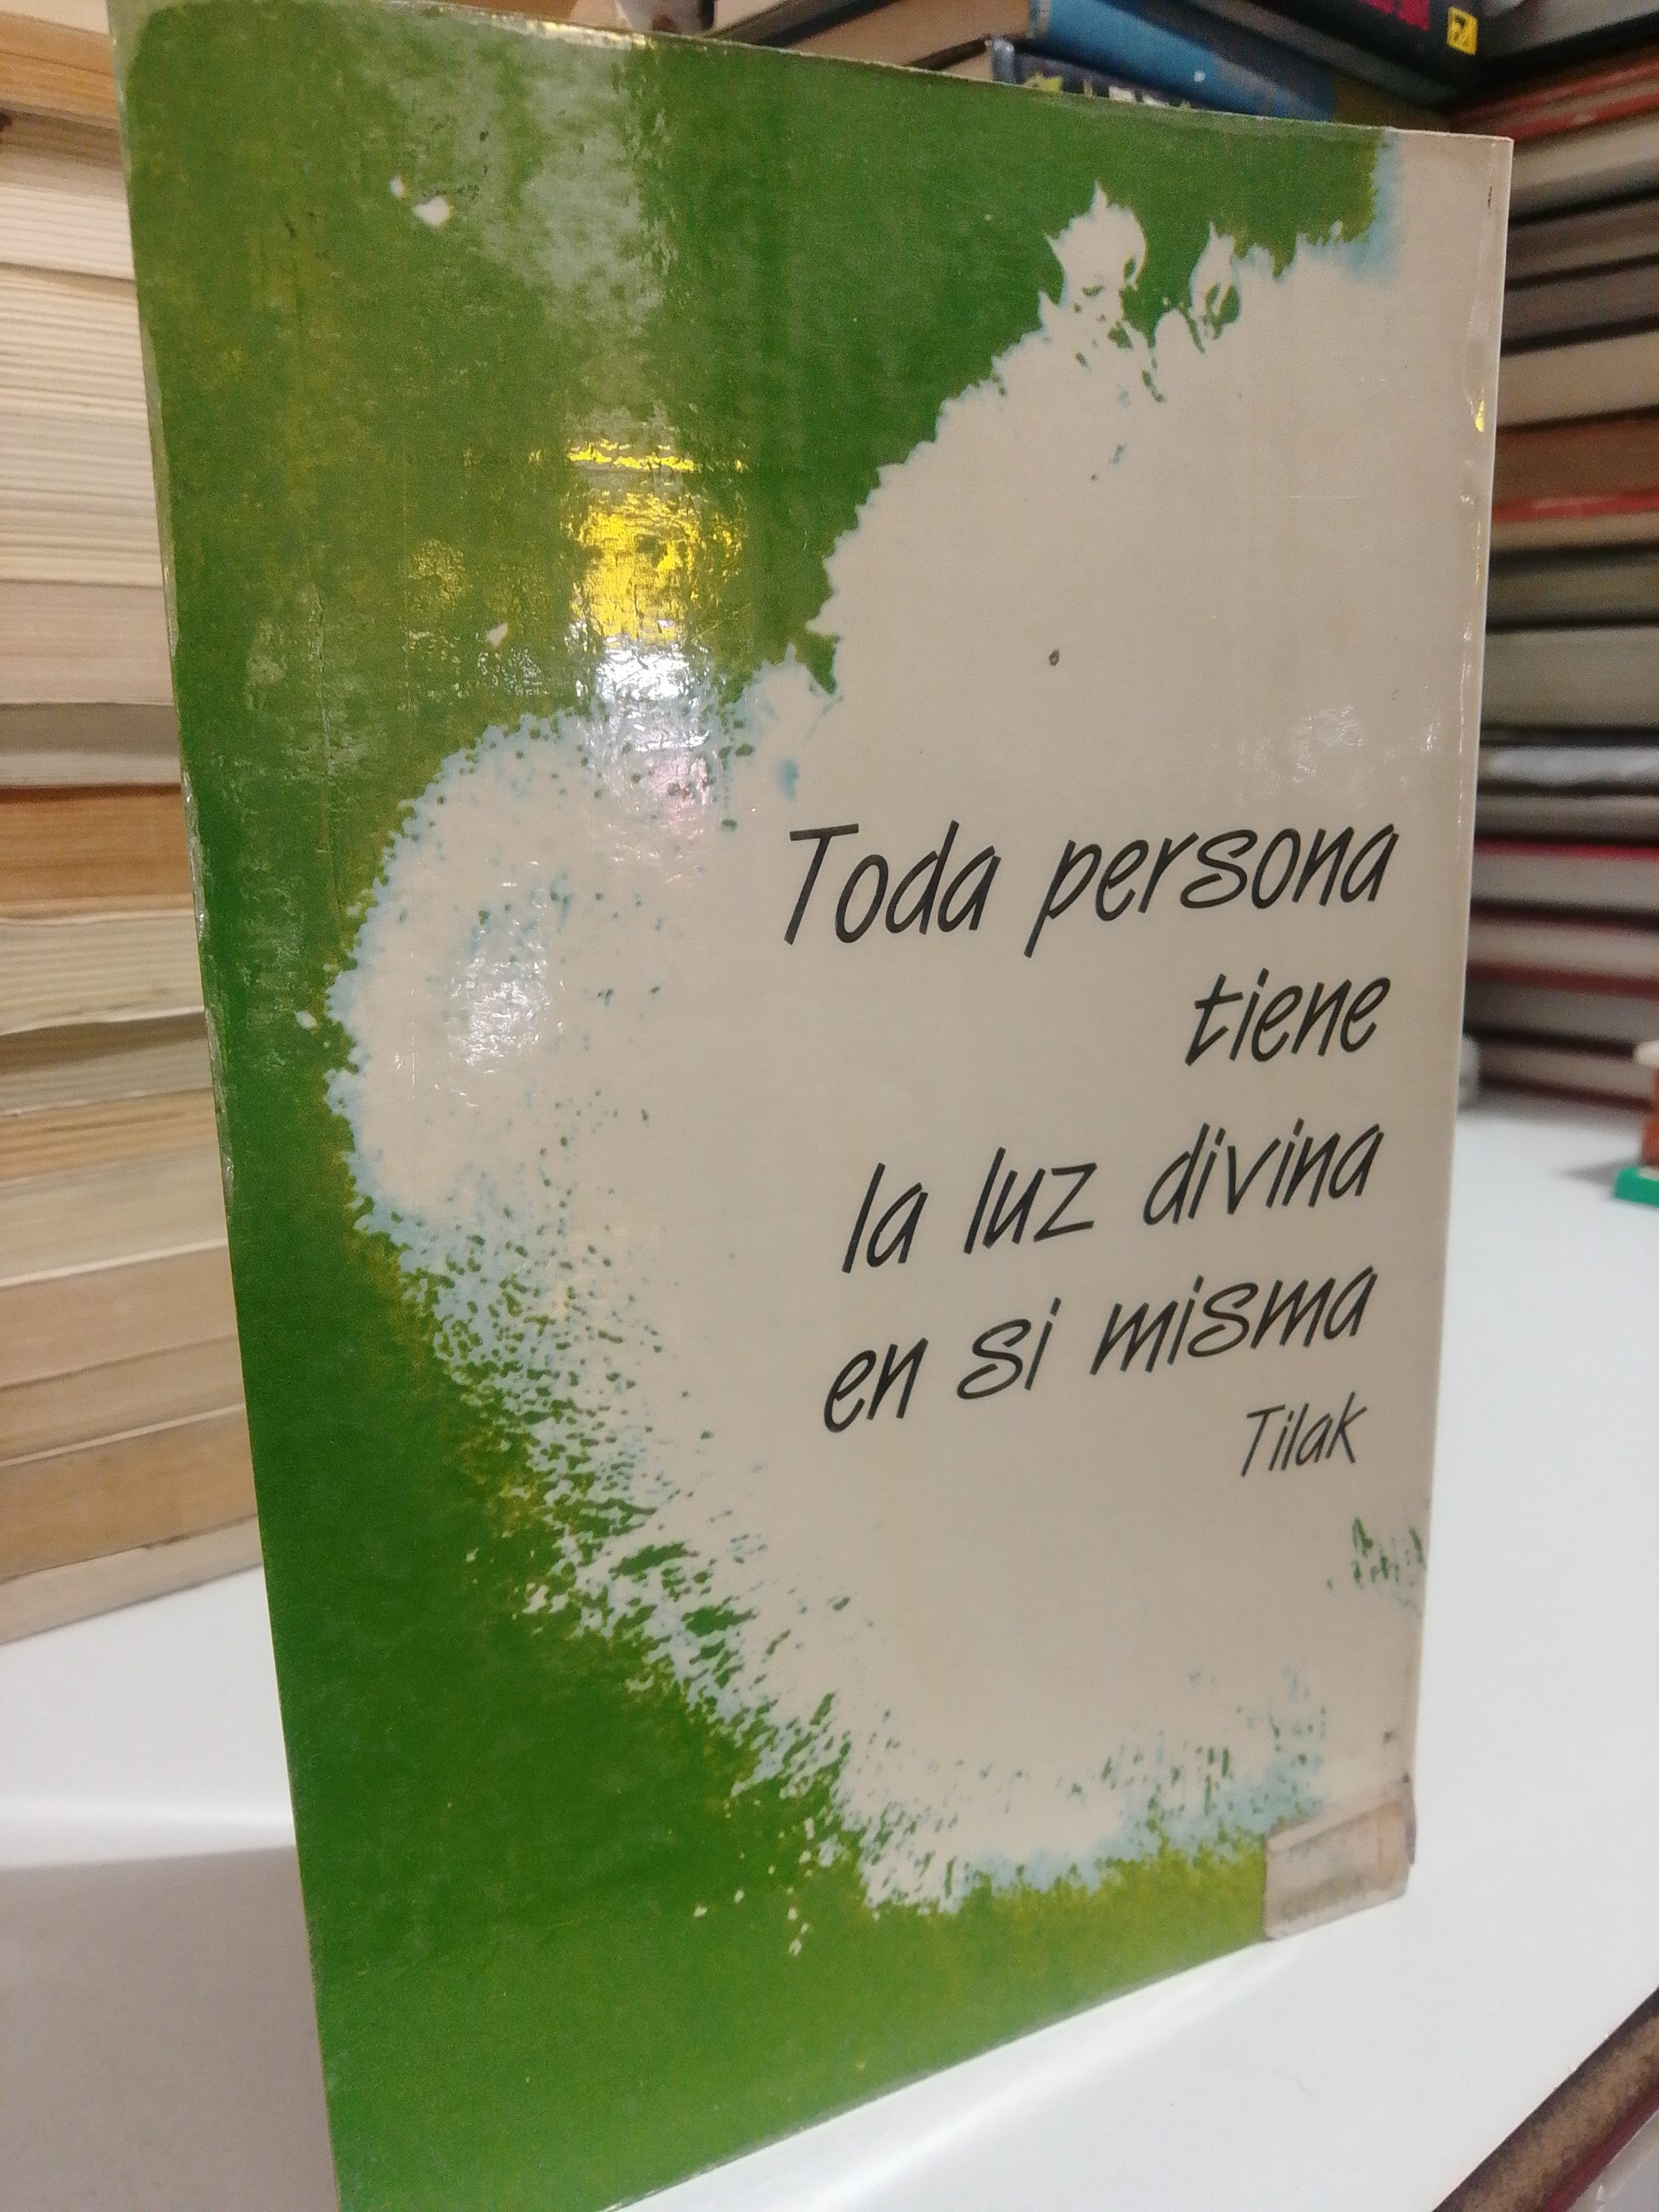 Toda persona
tiene
la luz divina
en si misma
Tilak